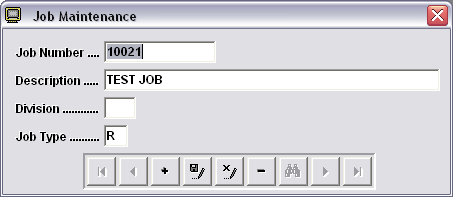 Job Maintenance
Job Number .... 10021
Description ..... TEST JOB
Division ............
Job Type .......... R